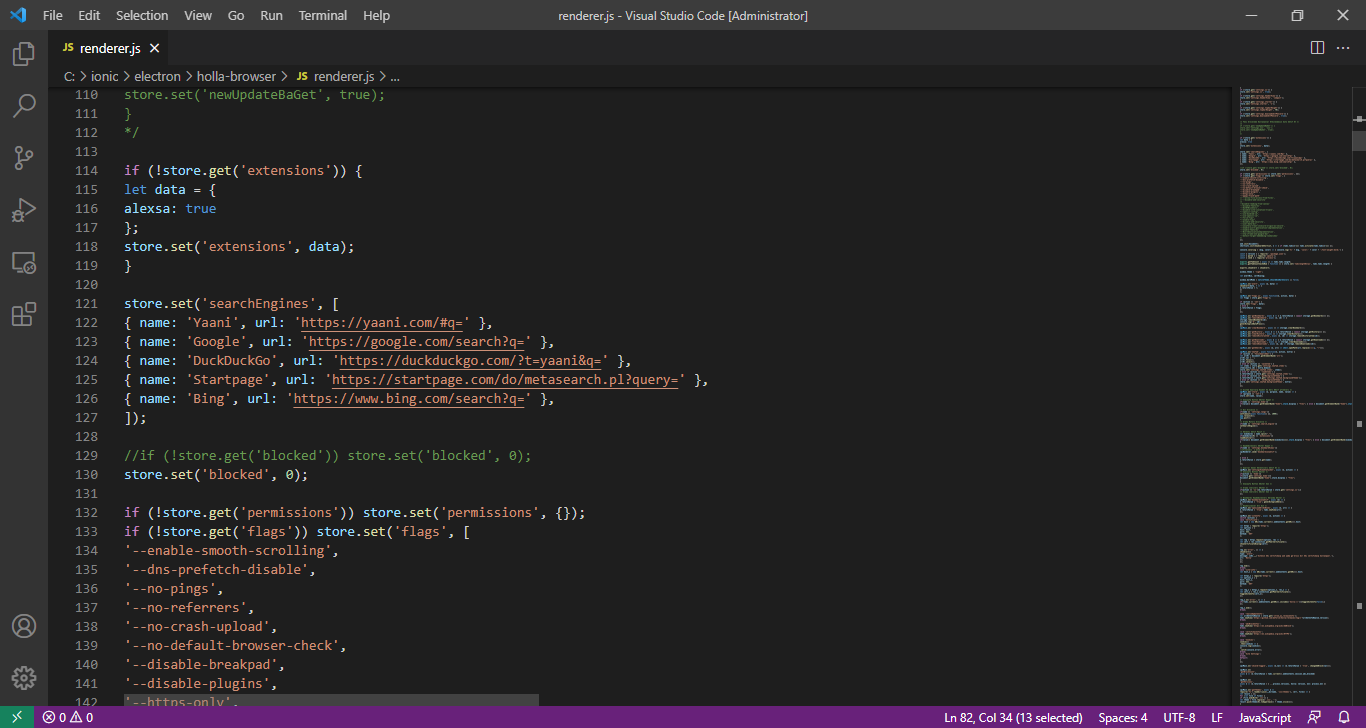 File Edit Selection View Go Run Terminal Help renderer.js - Visual Studio Code [Administrator]
JS renderer.js
C: > ionic > electron > holla-browser > JS renderer.js > ...
110 store.set('newUpdateBaGet', true);
111 }
112 */
113
114 if (!store.get('extensions')) {
115 let data = {
116 alexsa: true
117 };
118 store.set('extensions', data);
119 }
120
121 store.set('searchEngines', [
122 { name: 'Yaani', url: 'https://yaani.com/#q=' },
123 { name: 'Google', url: 'https://google.com/search?q=' },
124 { name: 'DuckDuckGo', url: 'https://duckduckgo.com/?t=yaani&q=' },
125 { name: 'Startpage', url: 'https://startpage.com/do/metasearch.pl?query=' },
126 { name: 'Bing', url: 'https://www.bing.com/search?q=' },
127 ]);
128
129 //if (!store.get('blocked')) store.set('blocked', 0);
130 store.set('blocked', 0);
131
132 if (!store.get('permissions')) store.set('permissions', {});
133 if (!store.get('flags')) store.set('flags', [
134 '--enable-smooth-scrolling',
135 '--dns-prefetch-disable',
136 '--no-pings',
137 '--no-referrers',
138 '--no-crash-upload',
139 '--no-default-browser-check',
140 '--disable-breakpad',
141 '--disable-plugins',
142 '--https-only',
0 0 Ln 82, Col 34 (13 selected) Spaces: 4 UTF-8 LF JavaScript